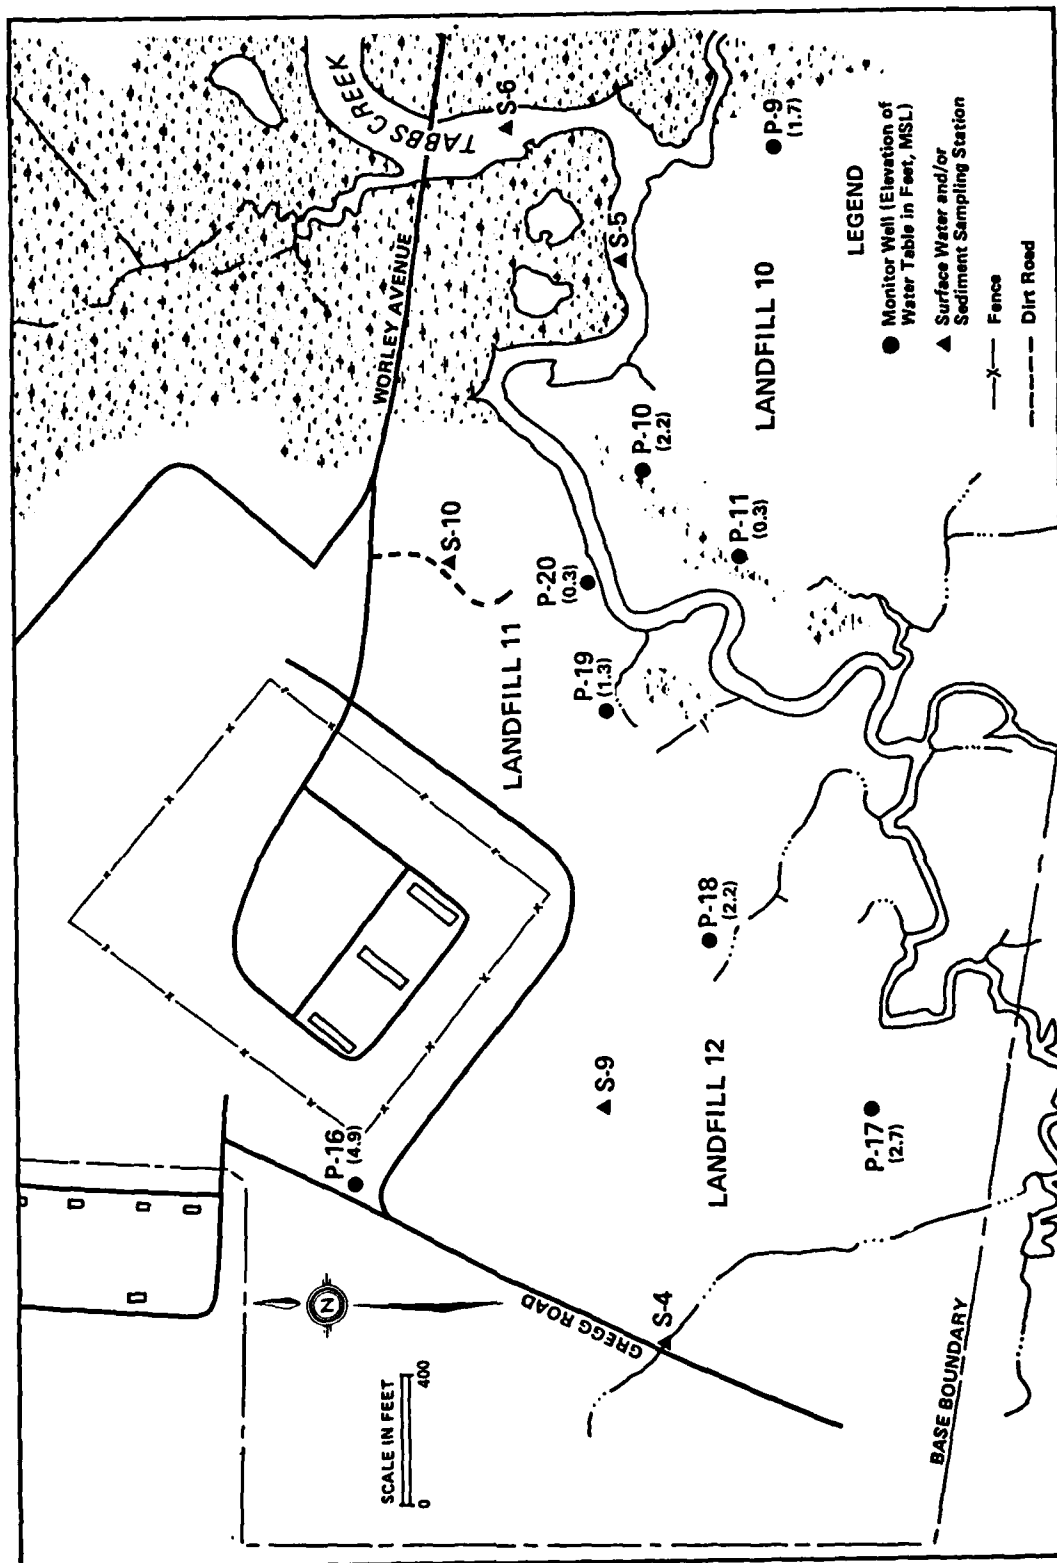 TABBS CREEK
S-6
WORLEY AVENUE
S-5
P-9
(1.7)
S-10
P-10
(2.2)
LANDFILL 10
P-20
(0.3)
P-11
(0.3)
LANDFILL 11
P-19
(1.3)
P-18
(2.2)
P-16
(4.9)
S-9
LANDFILL 12
P-17
(2.7)
N
GREGG ROAD
S-4
BASE BOUNDARY
SCALE IN FEET
0 400
LEGEND
Monitor Well (Elevation of
Water Table in Feet, MSL)
Surface Water and/or
Sediment Sampling Station
—X— Fence
Dirt Road